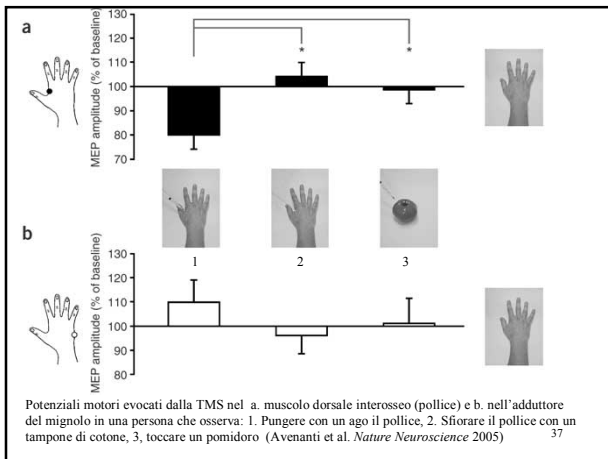 a
MEP amplitude (% of baseline)
130
120
110
100
90
80
70
*
*
1
2
3
b
MEP amplitude (% of baseline)
130
120
110
100
90
80
Potenziali motori evocati dalla TMS nel a. muscolo dorsale interosseo (pollice) e b. nell’adduttore
del mignolo in una persona che osserva: 1. Pungere con un ago il pollice, 2. Sfiorare il pollice con un
tampone di cotone, 3, toccare un pomidoro (Avenanti et al. Nature Neuroscience 2005)
37